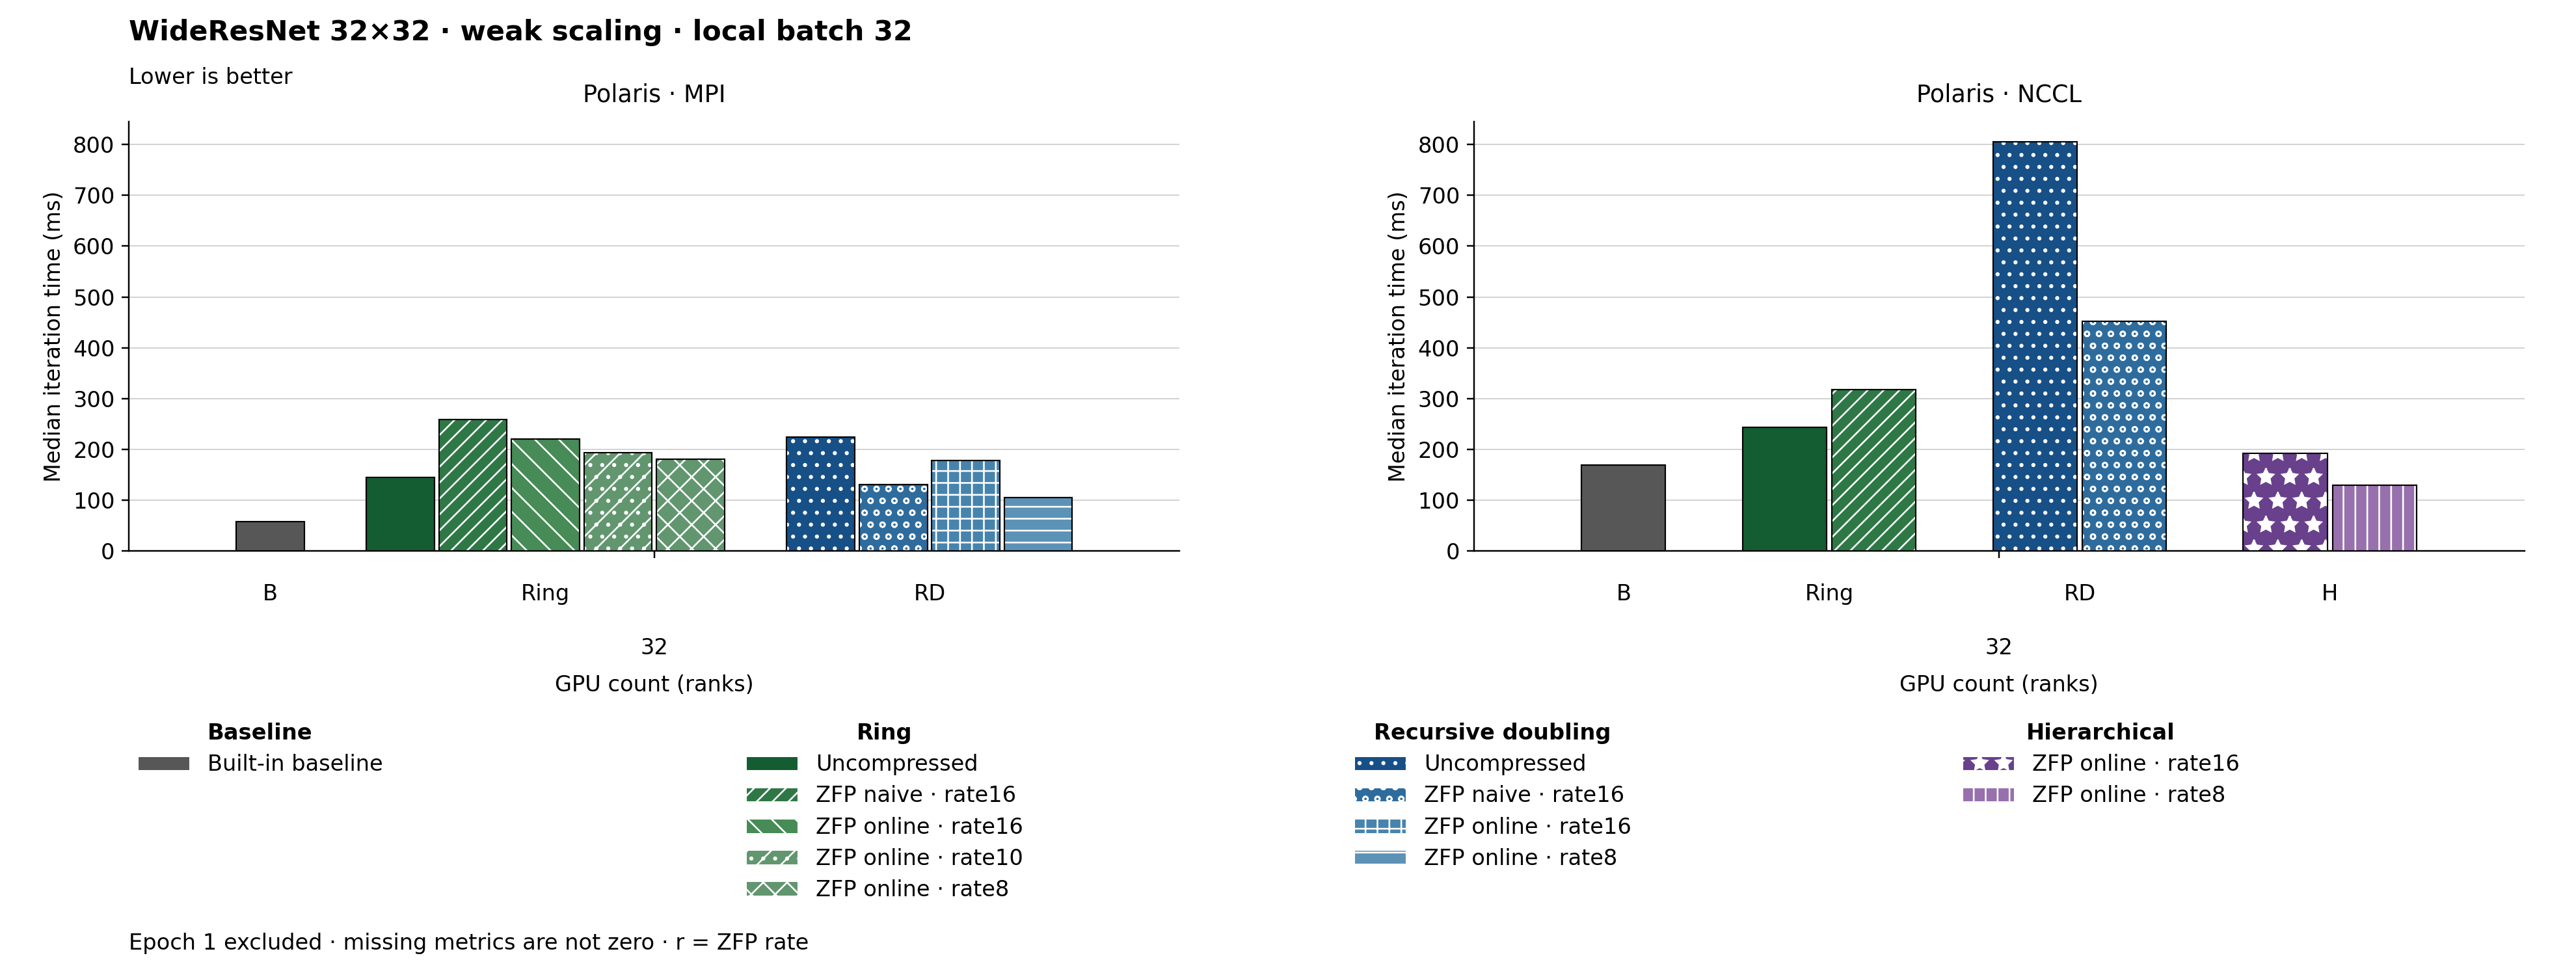 WideResNet 32×32 · weak scaling · local batch 32
Lower is better
Polaris · MPI
Median iteration time (ms)
800
700
600
500
400
300
200
100
0
B
Ring
RD
32
GPU count (ranks)
Polaris · NCCL
Median iteration time (ms)
800
700
600
500
400
300
200
100
0
B
Ring
RD
H
32
GPU count (ranks)
Baseline
Built-in baseline
Ring
Uncompressed
ZFP naive · rate16
ZFP online · rate16
ZFP online · rate10
ZFP online · rate8
Recursive doubling
Uncompressed
ZFP naive · rate16
ZFP online · rate16
ZFP online · rate8
Hierarchical
ZFP online · rate16
ZFP online · rate8
Epoch 1 excluded · missing metrics are not zero · r = ZFP rate